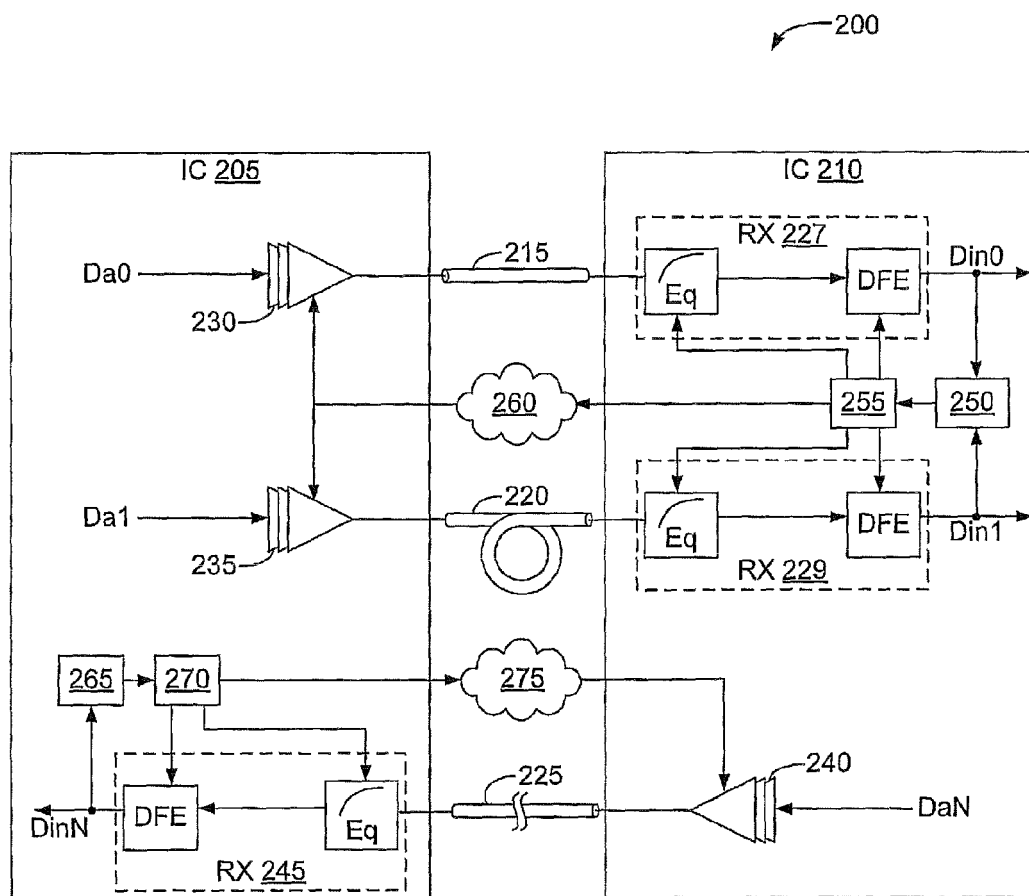 200
IC 205
IC 210
215
RX 227
Da0
Din0
Eq
DFE
230
260
255
250
220
Da1
Din1
Eq
DFE
235
RX 229
265
270
275
225
240
DinN
DFE
Eq
DaN
RX 245